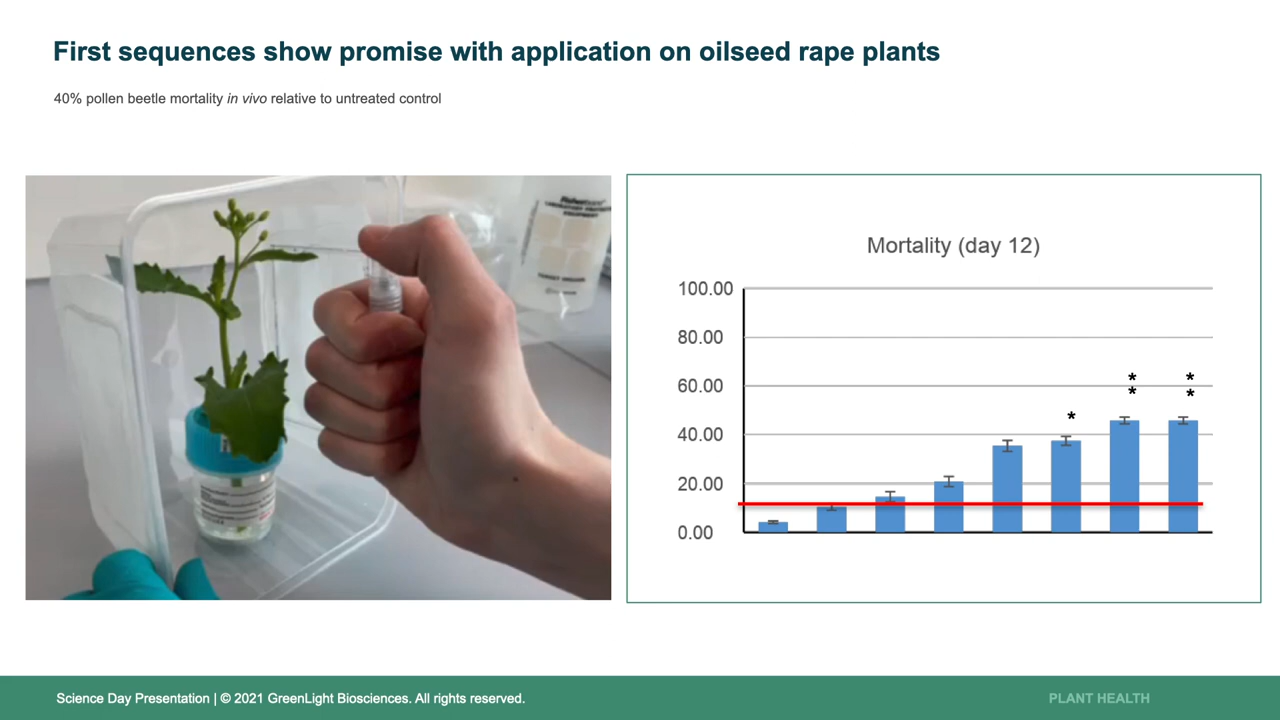 First sequences show promise with application on oilseed rape plants
40% pollen beetle mortality in vivo relative to untreated control
Mortality (day 12)
100.00
80.00
60.00
40.00
20.00
0.00
*
*
*
*
*
Science Day Presentation | © 2021 GreenLight Biosciences. All rights reserved.
PLANT HEALTH